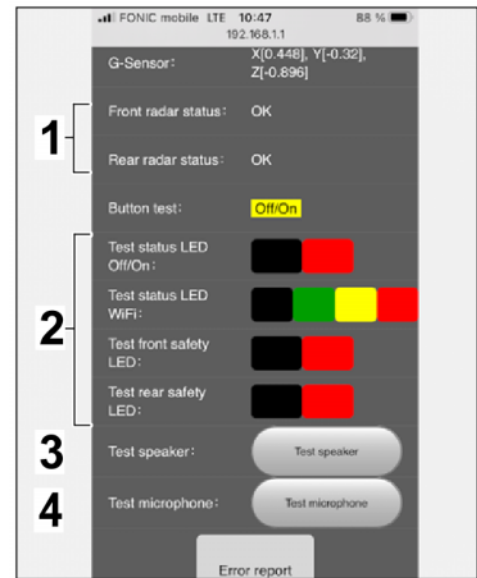 FONIC mobile LTE 10:47 88 %
192.168.1.1
G-Sensor: X[0.448], Y[-0.32],
Z[-0.896]
1
Front radar status: OK
Rear radar status: OK
Button test: Off/On
2
Test status LED
Off/On:
Test status LED
WiFi:
Test front safety
LED:
Test rear safety
LED:
3 Test speaker: Test speaker
4 Test microphone: Test microphone
Error report